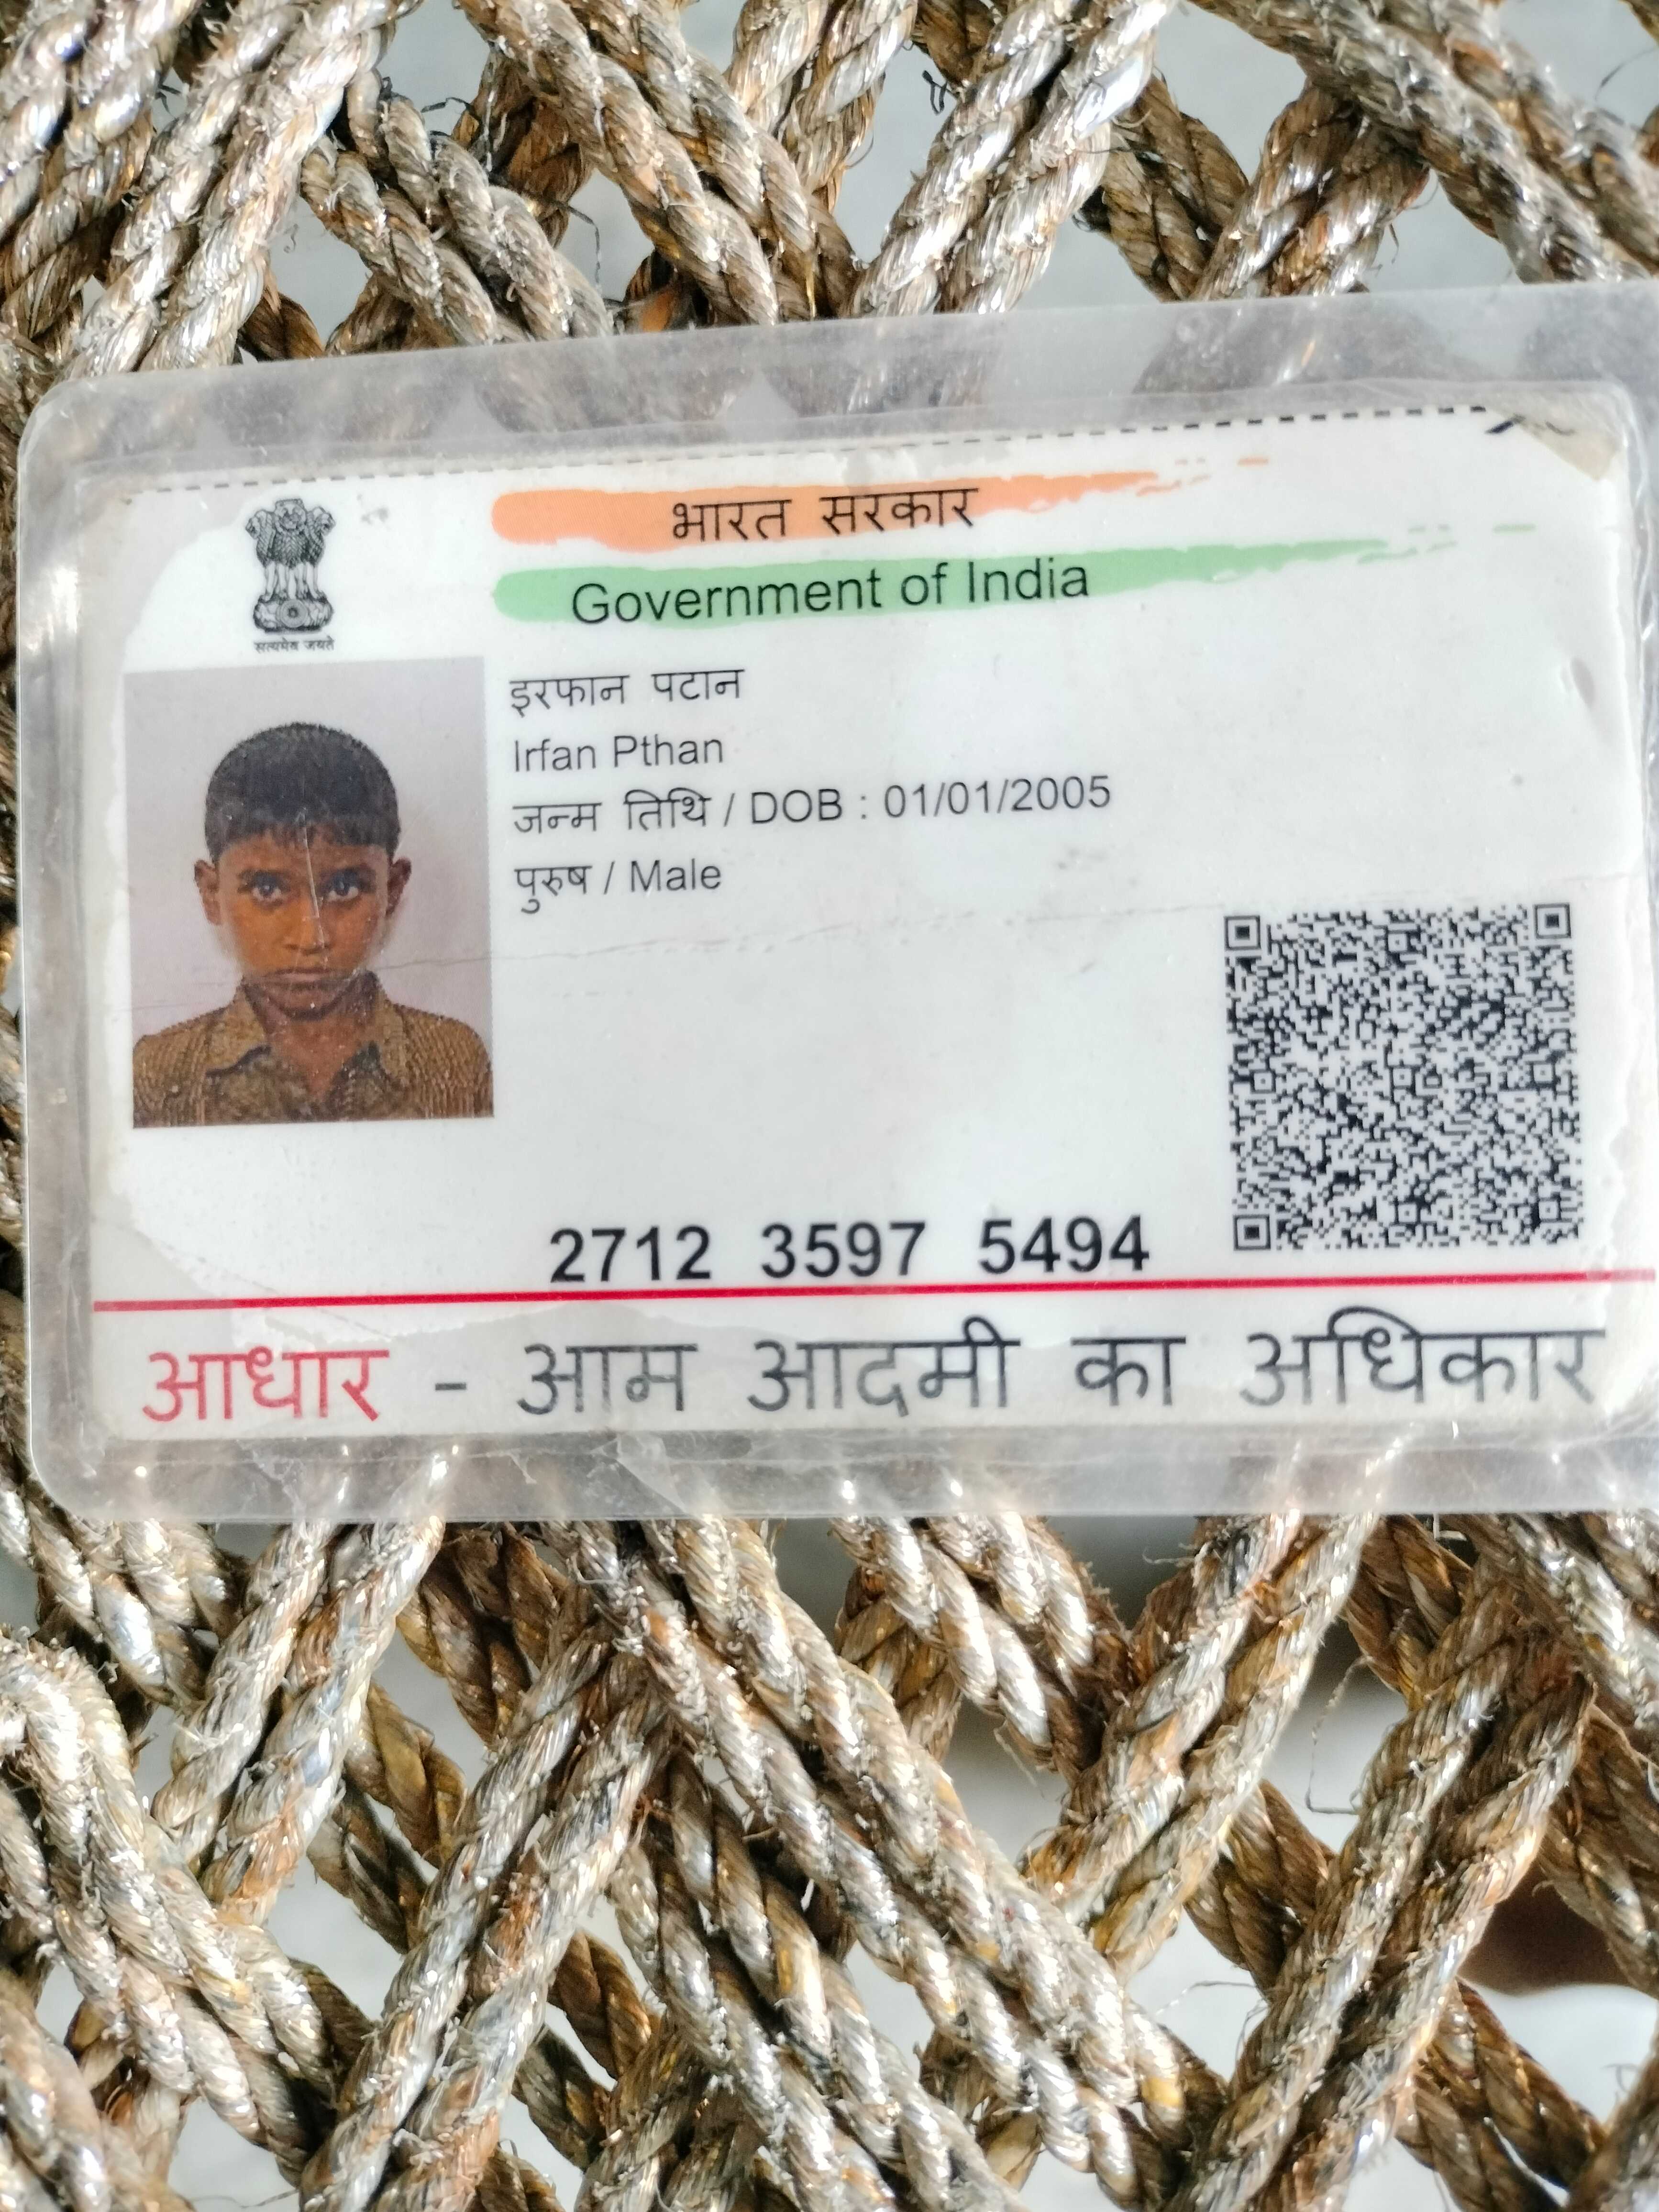 भारत सरकार
Government of India
सत्यमेव जयते
इरफान पटान
Irfan Pthan
जन्म तिथि / DOB : 01/01/2005
पुरुष / Male
2712 3597 5494
आधार - आम आदमी का अधिकार